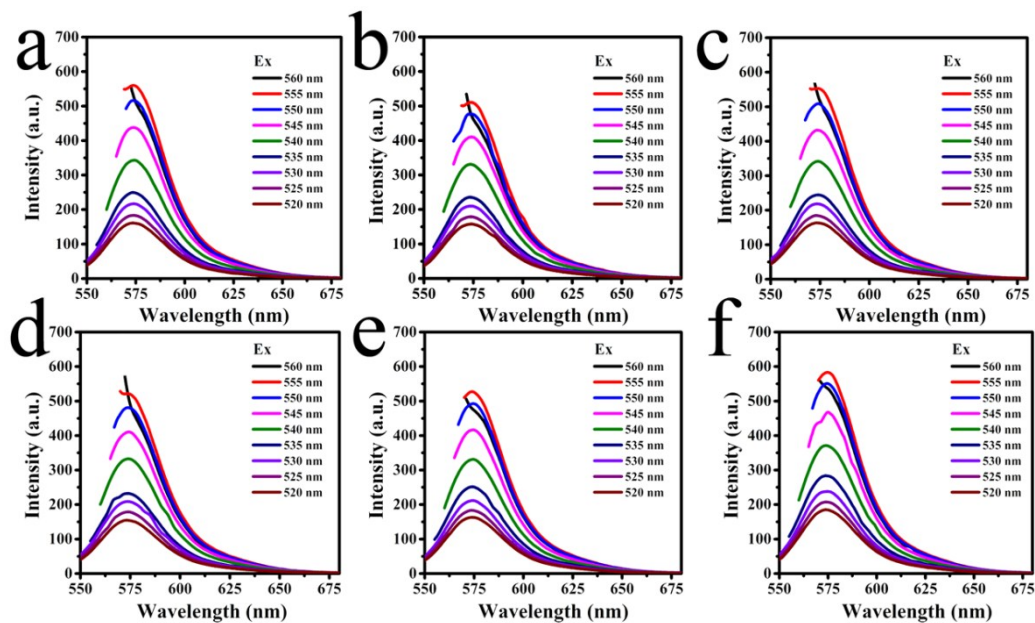 a
Intensity (a.u.)
700
600
500
400
300
200
100
0
Ex
560 nm
555 nm
550 nm
545 nm
540 nm
535 nm
530 nm
525 nm
520 nm
550 575 600 625 650 675
Wavelength (nm)
b
Intensity (a.u.)
700
600
500
400
300
200
100
0
Ex
560 nm
555 nm
550 nm
545 nm
540 nm
535 nm
530 nm
525 nm
520 nm
550 575 600 625 650 675
Wavelength (nm)
c
Intensity (a.u.)
700
600
500
400
300
200
100
0
Ex
560 nm
555 nm
550 nm
545 nm
540 nm
535 nm
530 nm
525 nm
520 nm
550 575 600 625 650 675
Wavelength (nm)
d
Intensity (a.u.)
700
600
500
400
300
200
100
0
Ex
560 nm
555 nm
550 nm
545 nm
540 nm
535 nm
530 nm
525 nm
520 nm
550 575 600 625 650 675
Wavelength (nm)
e
Intensity (a.u.)
700
600
500
400
300
200
100
0
Ex
560 nm
555 nm
550 nm
545 nm
540 nm
535 nm
530 nm
525 nm
520 nm
550 575 600 625 650 675
Wavelength (nm)
f
Intensity (a.u.)
700
600
500
400
300
200
100
0
Ex
560 nm
555 nm
550 nm
545 nm
540 nm
535 nm
530 nm
525 nm
520 nm
550 575 600 625 650 675
Wavelength (nm)